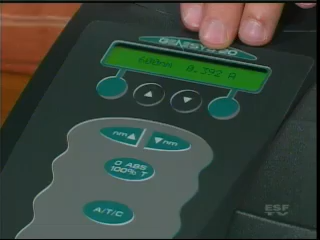 GENESYS 20
600nm 0.392 A
nm▲ ▼nm
0 ABS
100% T
A/T/C
ESF
TV